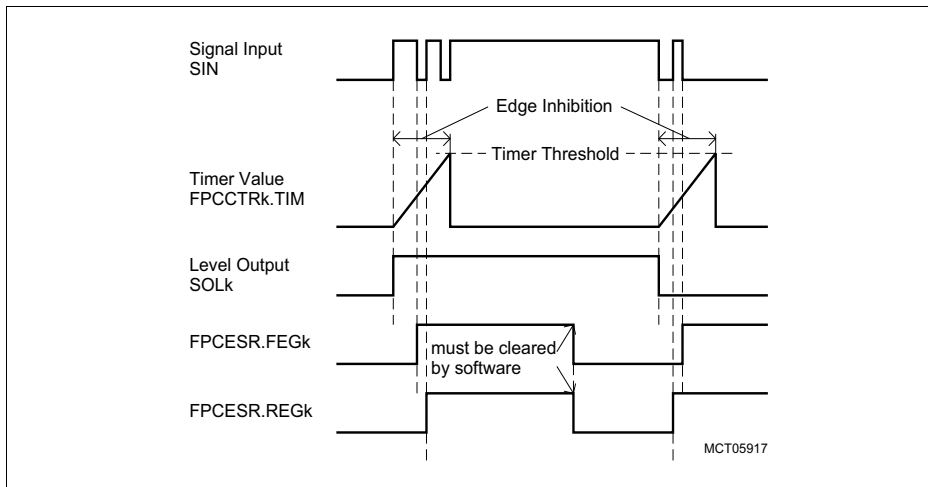 Signal Input
SIN
Edge Inhibition
Timer Threshold
Timer Value
FPCCTRk.TIM
Level Output
SOLk
FPCESR.FEGk
must be cleared
by software
FPCESR.REGk
MCT05917